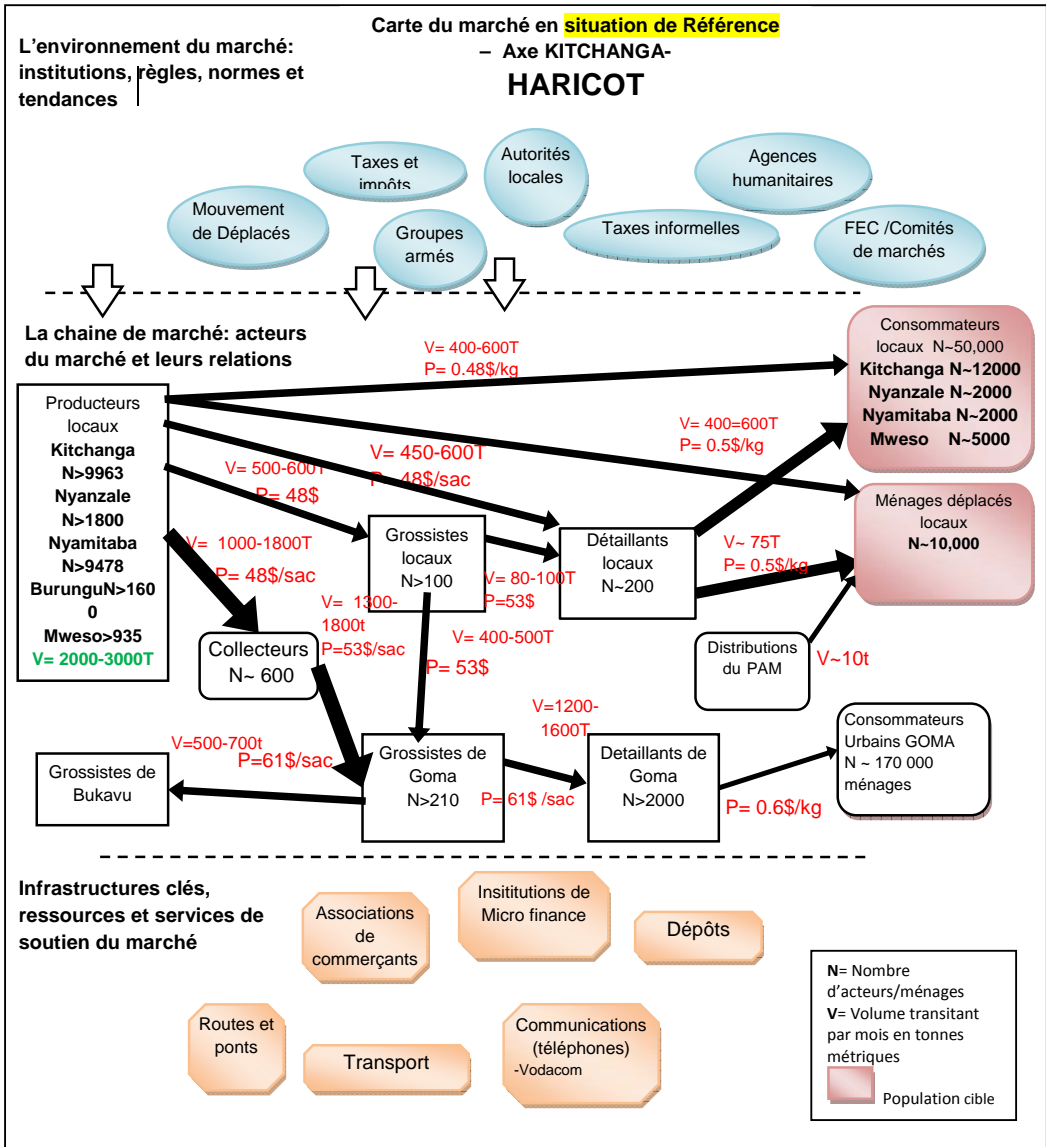 Carte du marché en situation de Référence
– Axe KITCHANGA-
HARICOT
L'environnement du marché:
institutions, règles, normes et
tendances
Taxes et
impôts
Autorités
locales
Agences
humanitaires
Mouvement
de Déplacés
Groupes
armés
Taxes informelles
FEC /Comités
de marchés
La chaine de marché: acteurs
du marché et leurs relations
V= 400-600T
P= 0.48$/kg
Consommateurs
locaux N~50,000
Kitchanga N~12000
Nyanzale N~2000
Nyamitaba N~2000
Mweso N~5000
Producteurs
locaux
Kitchanga
N>9963
Nyanzale
N>1800
Nyamitaba
N>9478
BurunguN>160
0
Mweso>935
V= 2000-3000T
V= 400=600T
P= 0.5$/kg
V= 450-600T
P= 48$/sac
V= 500-600T
P= 48$
Ménages déplacés
locaux
N~10,000
Grossistes
locaux
N>100
Détaillants
locaux
N~200
V~ 75T
P= 0.5$/kg
V= 1000-1800T
P= 48$/sac
V= 80-100T
P=53$
V= 1300-
1800t
P=53$/sac
Collecteurs
N~ 600
V= 400-500T
P= 53$
Distributions
du PAM
V~10t
V=1200-
1600T
V=500-700t
P=61$/sac
Grossistes de
Bukavu
Grossistes de
Goma
N>210
P= 61$ /sac
Detaillants de
Goma
N>2000
P= 0.6$/kg
Consommateurs
Urbains GOMA
N ~ 170 000
ménages
Infrastructures clés,
ressources et services de
soutien du marché
Associations
de
commerçants
Insititutions de
Micro finance
Dépôts
Routes et
ponts
Transport
Communications
(téléphones)
-Vodacom
N= Nombre
d'acteurs/ménages
V= Volume transitant
par mois en tonnes
métriques
Population cible